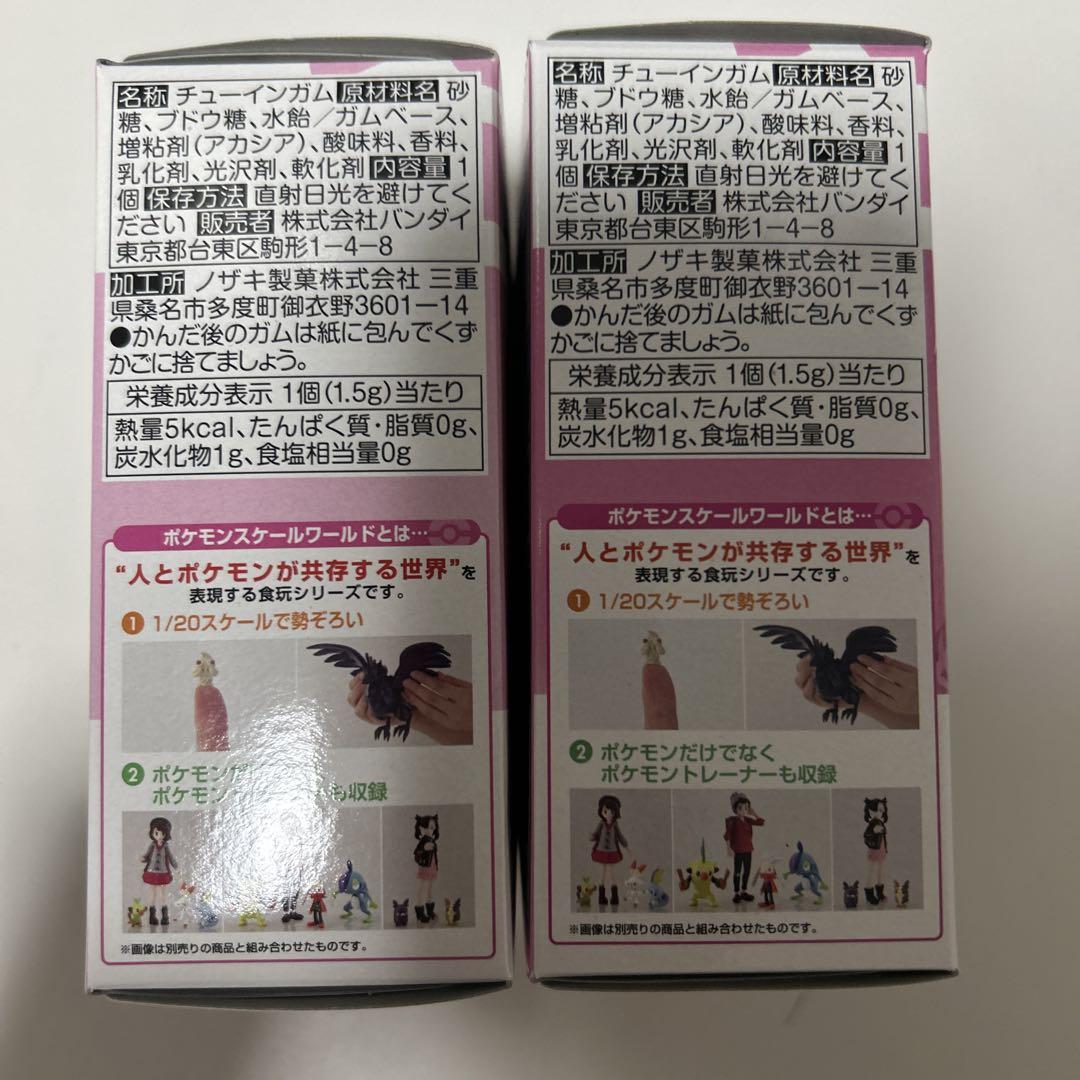 名称 チューインガム 原材料名 砂
糖、ブドウ糖、水飴／ガムベース、
増粘剤(アカシア)、酸味料、香料、
乳化剤、光沢剤、軟化剤 内容量 1
個 保存方法 直射日光を避けてく
ださい 販売者 株式会社バンダイ
東京都台東区駒形1-4-8
加工所 ノザキ製菓株式会社 三重
県桑名市多度町御衣野3601-14
●かんだ後のガムは紙に包んでくず
かごに捨てましょう。
栄養成分表示 1個(1.5g)当たり
熱量5kcal、たんぱく質・脂質0g、
炭水化物1g、食塩相当量0g
ポケモンスケールワールドとは…
“人とポケモンが共存する世界”を
表現する食玩シリーズです。
1 1/20スケールで勢ぞろい
2 ポケモンだ
ポケモン も収録
※画像は別売りの商品と組み合わせたものです。
名称 チューインガム 原材料名 砂
糖、ブドウ糖、水飴／ガムベース、
増粘剤(アカシア)、酸味料、香料、
乳化剤、光沢剤、軟化剤 内容量 1
個 保存方法 直射日光を避けてく
ださい 販売者 株式会社バンダイ
東京都台東区駒形1-4-8
加工所 ノザキ製菓株式会社 三重
県桑名市多度町御衣野3601-14
●かんだ後のガムは紙に包んでくず
かごに捨てましょう。
栄養成分表示 1個(1.5g)当たり
熱量5kcal、たんぱく質・脂質0g、
炭水化物1g、食塩相当量0g
ポケモンスケールワールドとは…
“人とポケモンが共存する世界”を
表現する食玩シリーズです。
1 1/20スケールで勢ぞろい
2 ポケモンだけでなく
ポケモントレーナーも収録
※画像は別売りの商品と組み合わせたものです。